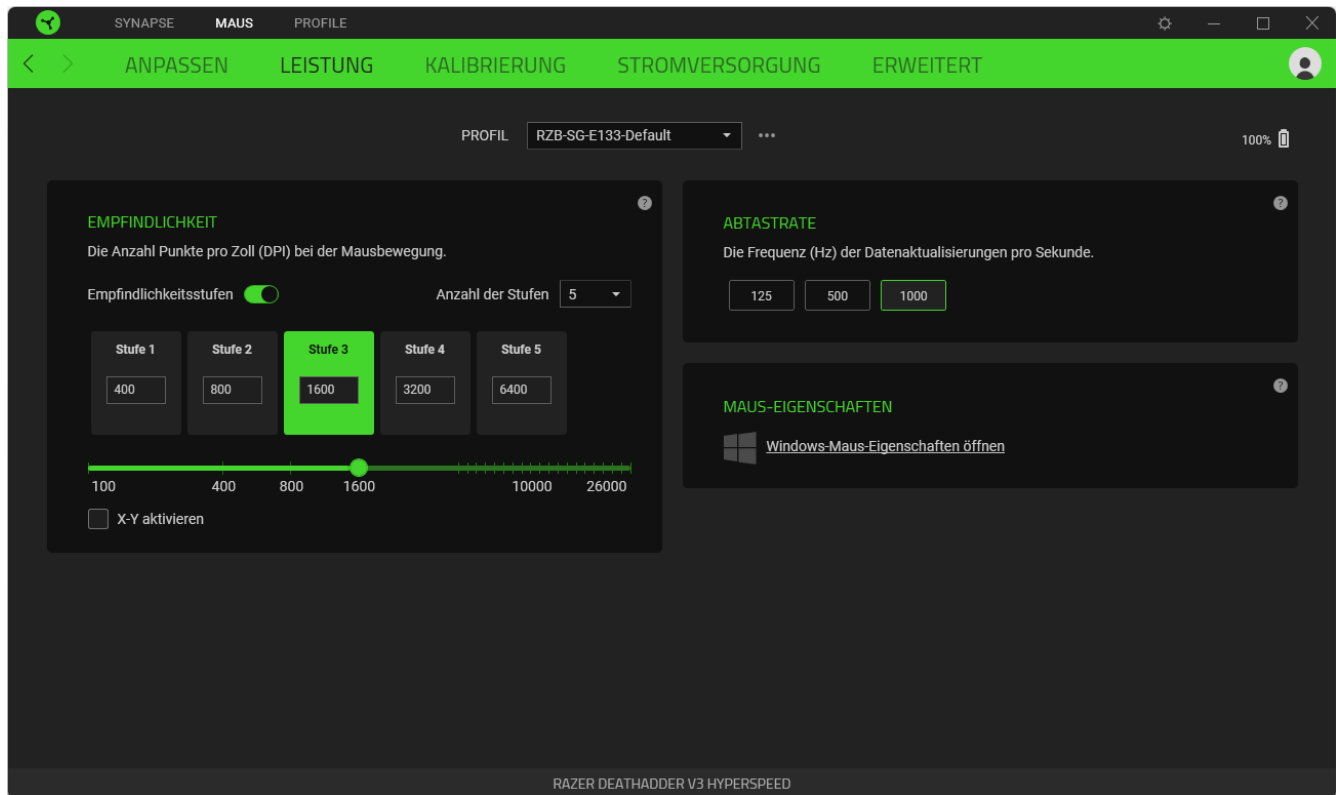 SYNAPSE MAUS PROFILE
ANPASSEN LEISTUNG KALIBRIERUNG STROMVERSORGUNG ERWEITERT
PROFIL RZB-SG-E133-Default
100%
EMPFINDLICHKEIT
Die Anzahl Punkte pro Zoll (DPI) bei der Mausbewegung.
Empfindlichkeitsstufen Anzahl der Stufen 5
Stufe 1 Stufe 2 Stufe 3 Stufe 4 Stufe 5
400 800 1600 3200 6400
100 400 800 1600 10000 26000
X-Y aktivieren
ABTASTRATE
Die Frequenz (Hz) der Datenaktualisierungen pro Sekunde.
125 500 1000
MAUS-EIGENSCHAFTEN
Windows-Maus-Eigenschaften öffnen
RAZER DEATHADDER V3 HYPERSPEED